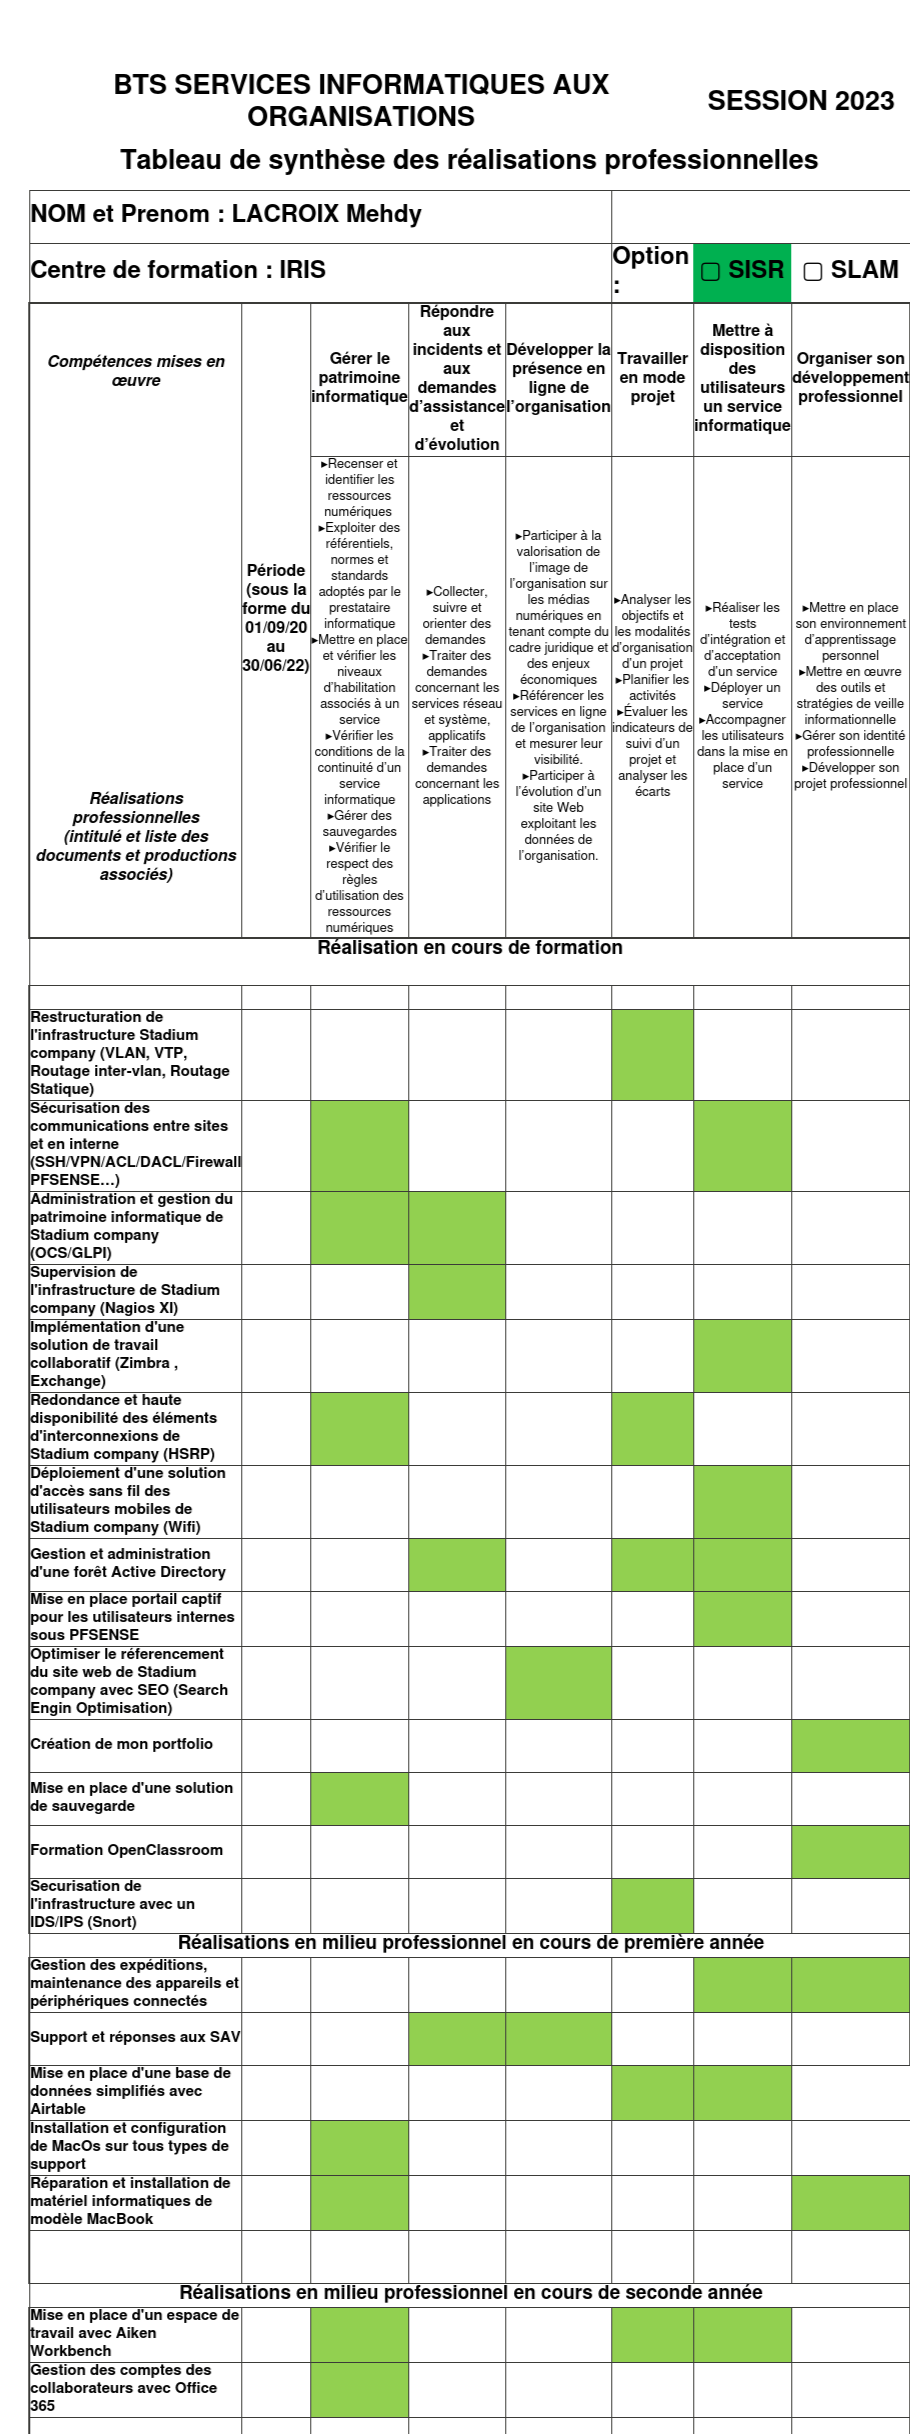 BTS SERVICES INFORMATIQUES AUX
ORGANISATIONS
SESSION 2023
Tableau de synthèse des réalisations professionnelles
NOM et Prenom : LACROIX Mehdy
Centre de formation : IRIS
Option
:
▢ SISR
▢ SLAM
Compétences mises en
œuvre
Réalisations
professionnelles
(intitulé et liste des
documents et productions
associés)
Période
(sous la
forme du
01/09/20
au
30/06/22)
Gérer le
patrimoine
informatique
Répondre
aux
incidents et
aux
demandes
d’assistance
et
d’évolution
Développer la
présence en
ligne de
l’organisation
Travailler
en mode
projet
Mettre à
disposition
des
utilisateurs
un service
informatique
Organiser son
développement
professionnel
▸Recenser et
identifier les
ressources
numériques
▸Exploiter des
référentiels,
normes et
standards
adoptés par le
prestataire
informatique
▸Mettre en place
et vérifier les
niveaux
d’habilitation
associés à un
service
▸Vérifier les
conditions de la
continuité d’un
service
informatique
▸Gérer des
sauvegardes
▸Vérifier le
respect des
règles
d’utilisation des
ressources
numériques
▸Collecter,
suivre et
orienter des
demandes
▸Traiter des
demandes
concernant les
services réseau
et système,
applicatifs
▸Traiter des
demandes
concernant les
applications
▸Participer à la
valorisation de
l’image de
l’organisation sur
les médias
numériques en
tenant compte du
cadre juridique et
des enjeux
économiques
▸Référencer les
services en ligne
de l’organisation
et mesurer leur
visibilité.
▸Participer à
l’évolution d’un
site Web
exploitant les
données de
l’organisation.
▸Analyser les
objectifs et
les modalités
d’organisation
d’un projet
▸Planifier les
activités
▸Évaluer les
indicateurs de
suivi d’un
projet et
analyser les
écarts
▸Réaliser les
tests
d’intégration et
d’acceptation
d’un service
▸Déployer un
service
▸Accompagner
les utilisateurs
dans la mise en
place d’un
service
▸Mettre en place
son environnement
d’apprentissage
personnel
▸Mettre en œuvre
des outils et
stratégies de veille
informationnelle
▸Gérer son identité
professionnelle
▸Développer son
projet professionnel
Réalisation en cours de formation
Restructuration de
l'infrastructure Stadium
company (VLAN, VTP,
Routage inter-vlan, Routage
Statique)
Sécurisation des
communications entre sites
et en interne
(SSH/VPN/ACL/DACL/Firewall
PFSENSE…)
Administration et gestion du
patrimoine informatique de
Stadium company
(OCS/GLPI)
Supervision de
l'infrastructure de Stadium
company (Nagios XI)
Implémentation d'une
solution de travail
collaboratif (Zimbra ,
Exchange)
Redondance et haute
disponibilité des éléments
d'interconnexions de
Stadium company (HSRP)
Déploiement d'une solution
d'accès sans fil des
utilisateurs mobiles de
Stadium company (Wifi)
Gestion et administration
d'une forêt Active Directory
Mise en place portail captif
pour les utilisateurs internes
sous PFSENSE
Optimiser le réferencement
du site web de Stadium
company avec SEO (Search
Engin Optimisation)
Création de mon portfolio
Mise en place d'une solution
de sauvegarde
Formation OpenClassroom
Securisation de
l'infrastructure avec un
IDS/IPS (Snort)
Réalisations en milieu professionnel en cours de première année
Gestion des expéditions,
maintenance des appareils et
périphériques connectés
Support et réponses aux SAV
Mise en place d'une base de
données simplifiés avec
Airtable
Installation et configuration
de MacOs sur tous types de
support
Réparation et installation de
matériel informatiques de
modèle MacBook
Réalisations en milieu professionnel en cours de seconde année
Mise en place d'un espace de
travail avec Aiken
Workbench
Gestion des comptes des
collaborateurs avec Office
365